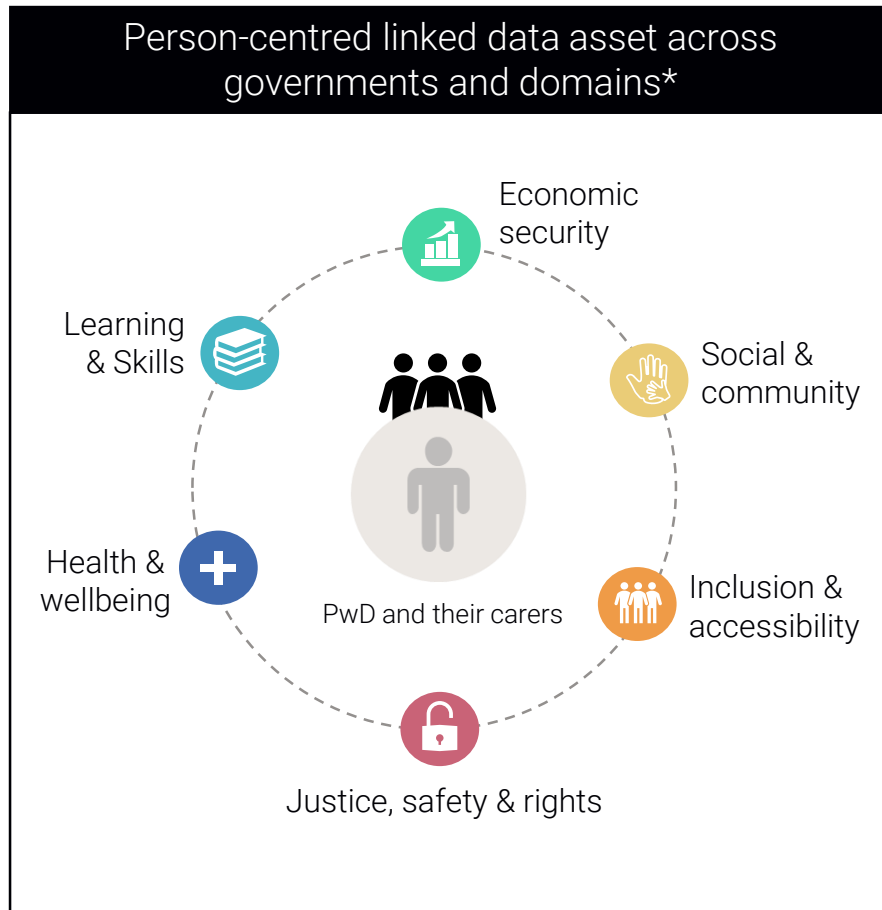 Person-centred linked data asset across
governments and domains*
Economic
security
Learning
& Skills
Social &
community
Health &
wellbeing
PwD and their carers
Inclusion &
accessibility
Justice, safety & rights